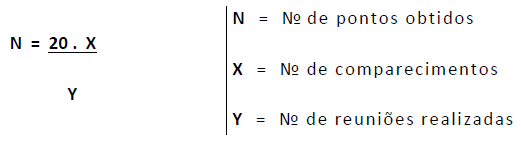 N = 20 . X
Y
N = Nº de pontos obtidos
X = Nº de comparecimentos
Y = Nº de reuniões realizadas